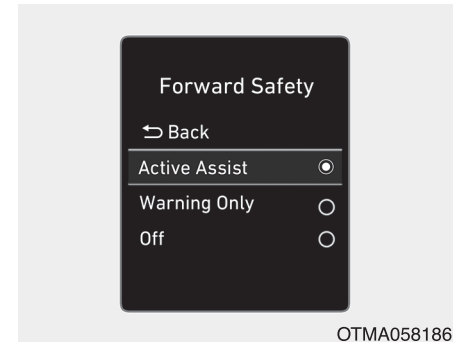 Forward Safety
Back
Active Assist
Warning Only
Off
OTMA058186